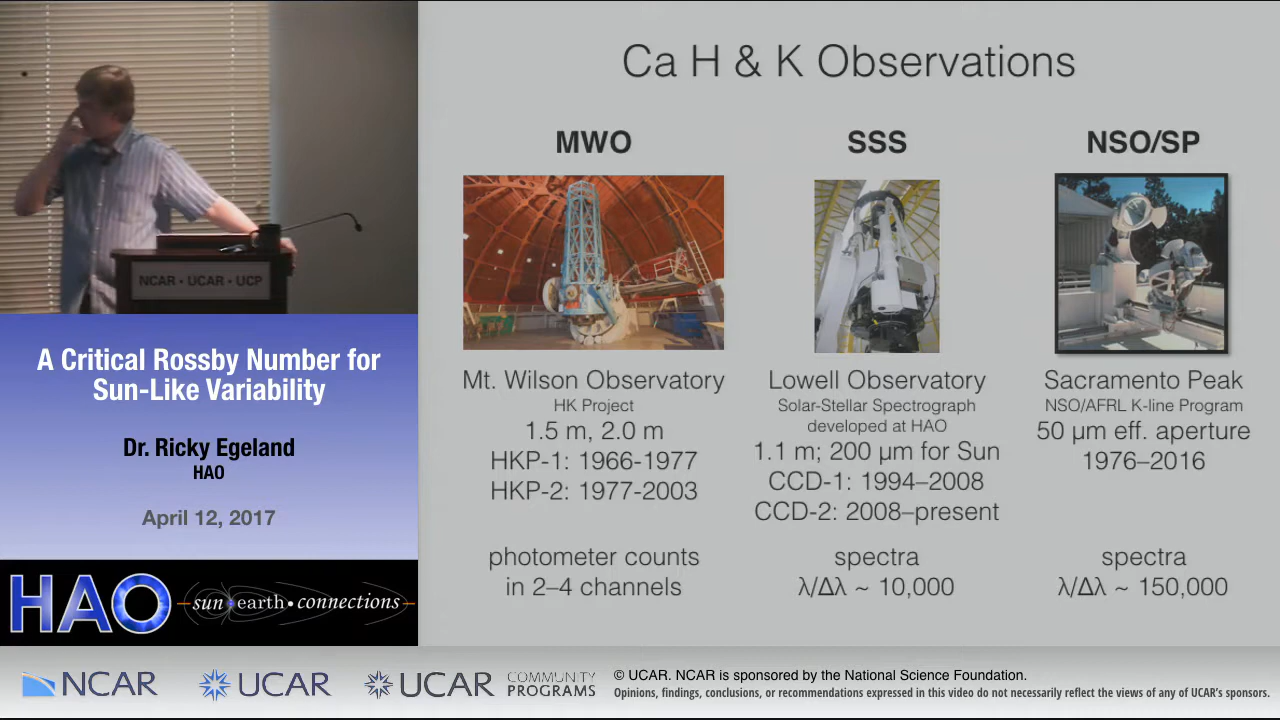 Ca H & K Observations
MWO
Mt. Wilson Observatory
HK Project
1.5 m, 2.0 m
HKP-1: 1966-1977
HKP-2: 1977-2003
photometer counts
in 2–4 channels
SSS
Lowell Observatory
Solar-Stellar Spectrograph
developed at HAO
1.1 m; 200 μm for Sun
CCD-1: 1994–2008
CCD-2: 2008–present
spectra
λ/Δλ ~ 10,000
NSO/SP
Sacramento Peak
NSO/AFRL K-line Program
50 μm eff. aperture
1976–2016
spectra
λ/Δλ ~ 150,000
NCAR • UCAR • UCP
A Critical Rossby Number for
Sun-Like Variability
Dr. Ricky Egeland
HAO
April 12, 2017
HAO
sun • earth • connections
NCAR
UCAR
UCAR
COMMUNITY
PROGRAMS
© UCAR. NCAR is sponsored by the National Science Foundation.
Opinions, findings, conclusions, or recommendations expressed in this video do not necessarily reflect the views of any of UCAR's sponsors.